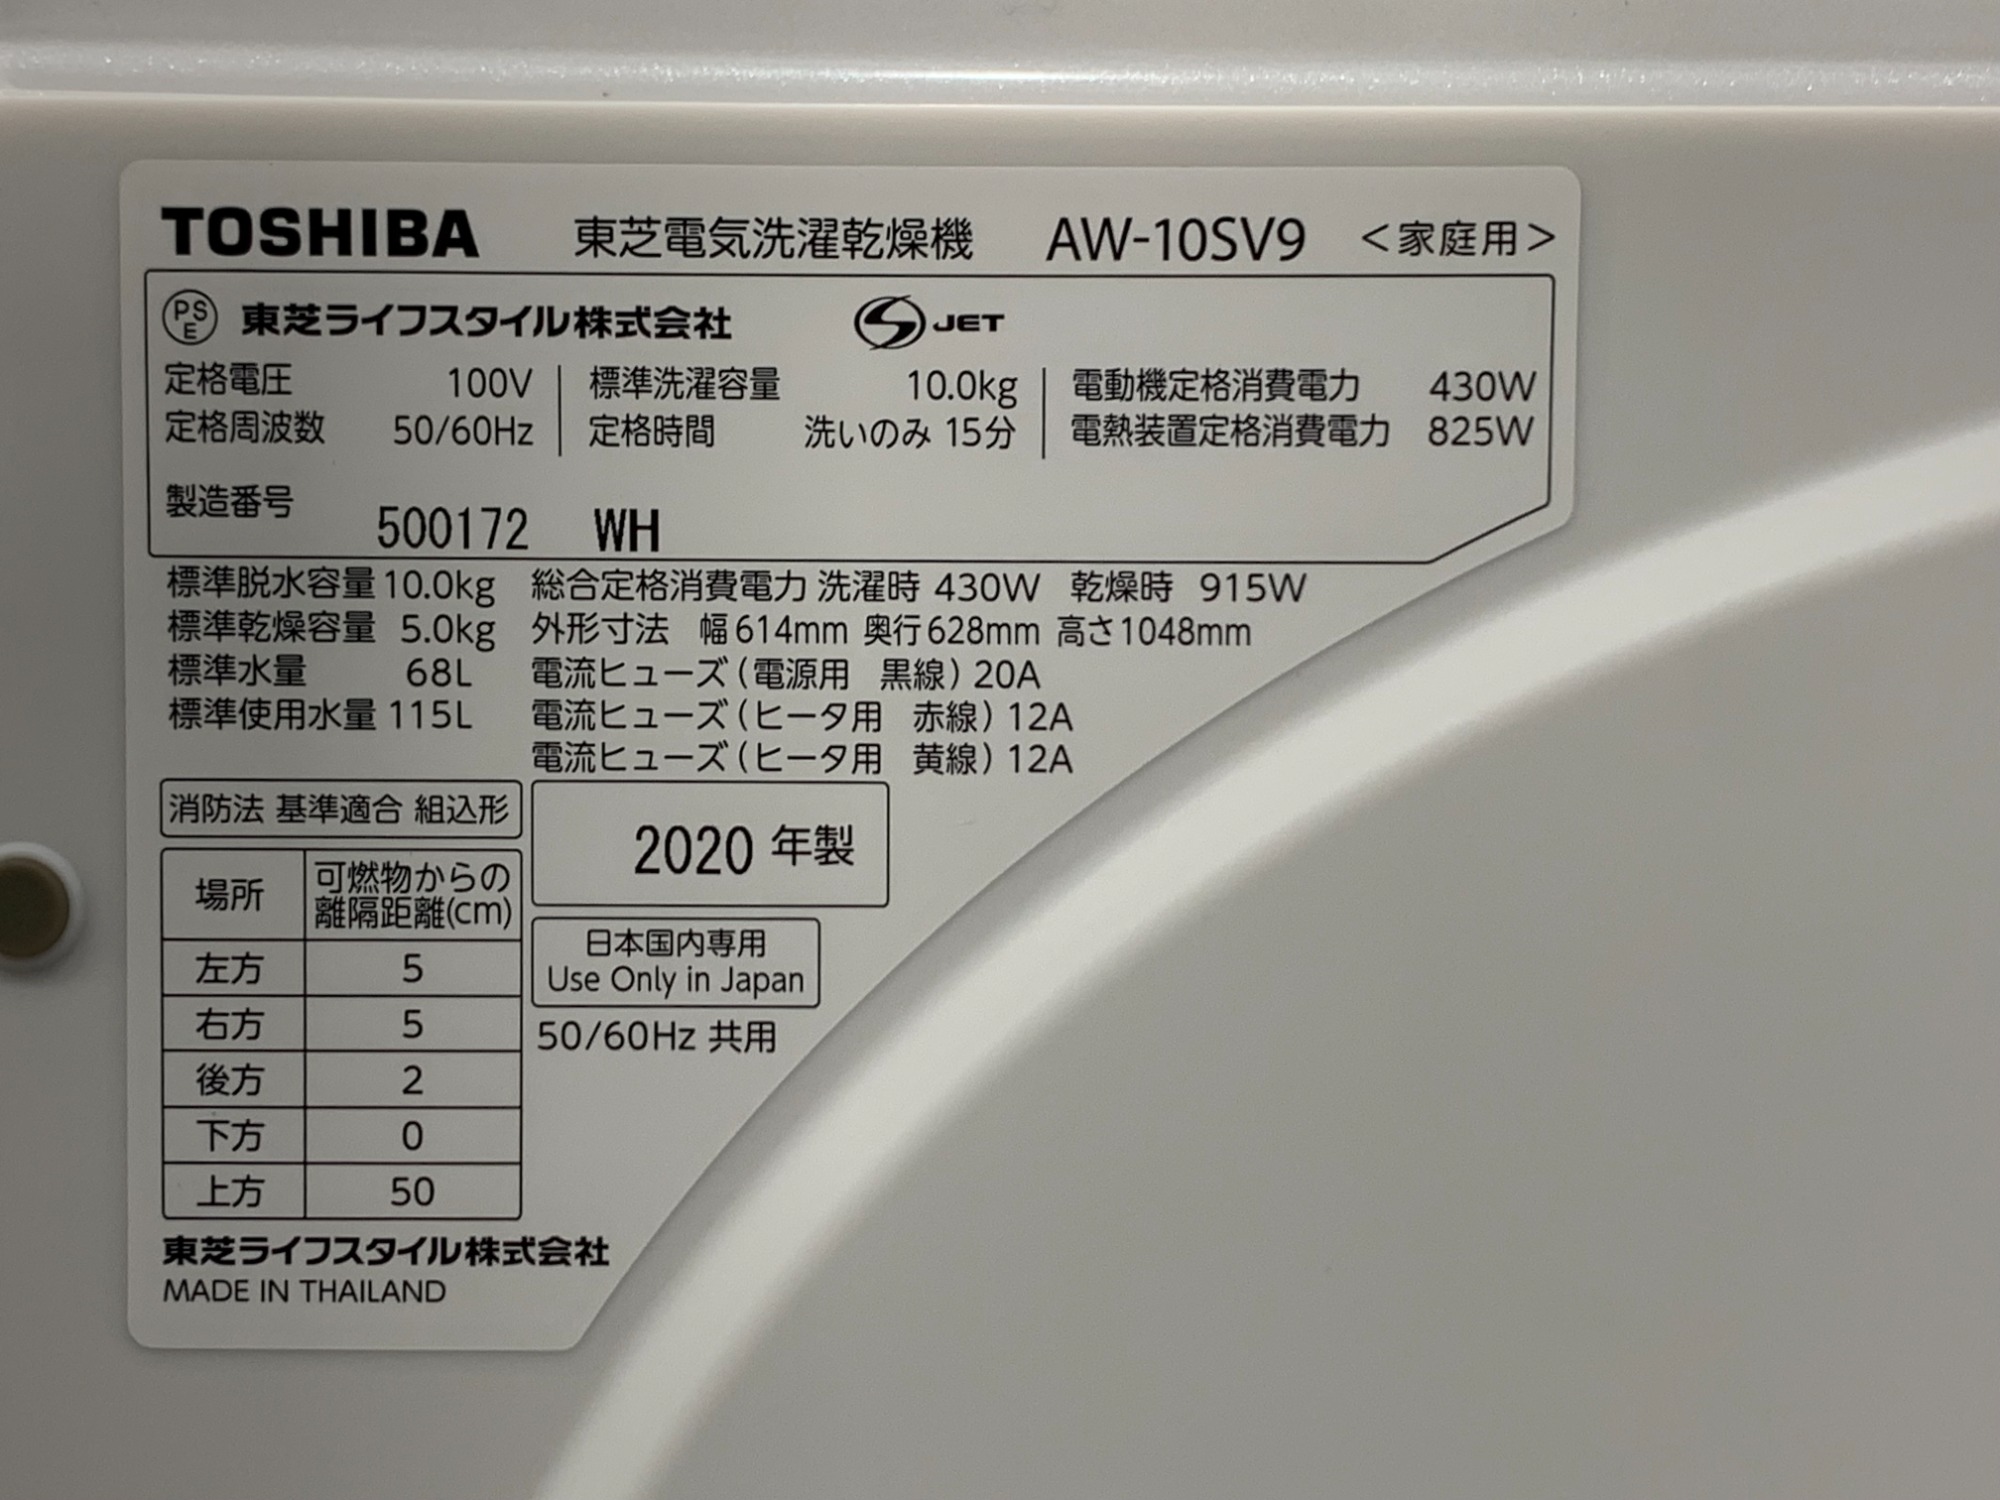 TOSHIBA 東芝電気洗濯乾燥機 AW-10SV9 <家庭用>
PSE 東芝ライフスタイル株式会社 S JET
定格電圧 100V 標準洗濯容量 10.0kg 電動機定格消費電力 430W
定格周波数 50/60Hz 定格時間 洗いのみ 15分 電熱装置定格消費電力 825W
製造番号 500172 WH
標準脱水容量 10.0kg 総合定格消費電力 洗濯時 430W 乾燥時 915W
標準乾燥容量 5.0kg 外形寸法 幅614mm 奥行628mm 高さ1048mm
標準水量 68L 電流ヒューズ(電源用 黒線) 20A
標準使用水量 115L 電流ヒューズ(ヒータ用 赤線) 12A
電流ヒューズ(ヒータ用 黄線) 12A
消防法 基準適合 組込形
2020 年製
場所 可燃物からの離隔距離(cm)
左方 5
右方 5
後方 2
下方 0
上方 50
日本国内専用
Use Only in Japan
50/60Hz 共用
東芝ライフスタイル株式会社
MADE IN THAILAND